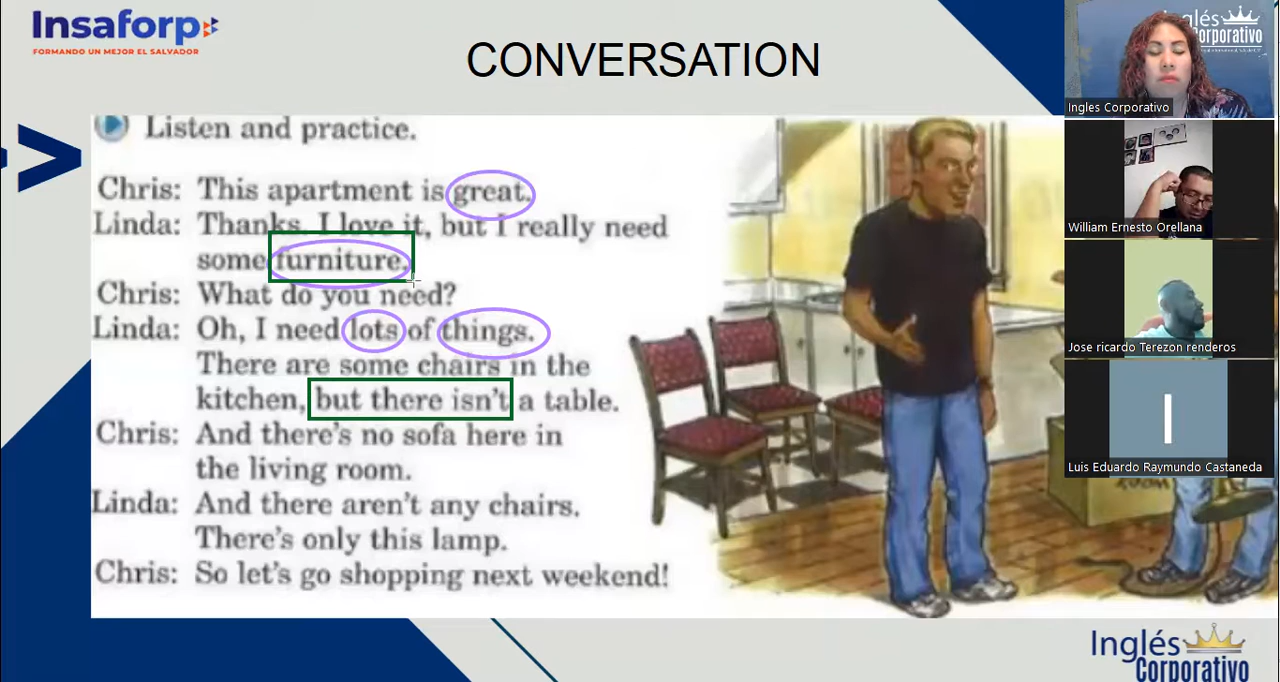 Insaforp
FORMANDO UN MEJOR EL SALVADOR
CONVERSATION
Listen and practice.
Chris: This apartment is great.
Linda: Thanks. I love it, but I really need
some furniture.
Chris: What do you need?
Linda: Oh, I need lots of things.
There are some chairs in the
kitchen, but there isn't a table.
Chris: And there's no sofa here in
the living room.
Linda: And there aren't any chairs.
There's only this lamp.
Chris: So let's go shopping next weekend!
Inglés
Corporativo
Ingles Corporativo
William Ernesto Orellana
Jose ricardo Terezon renderos
I
Luis Eduardo Raymundo Castaneda
Inglés
Corporativo